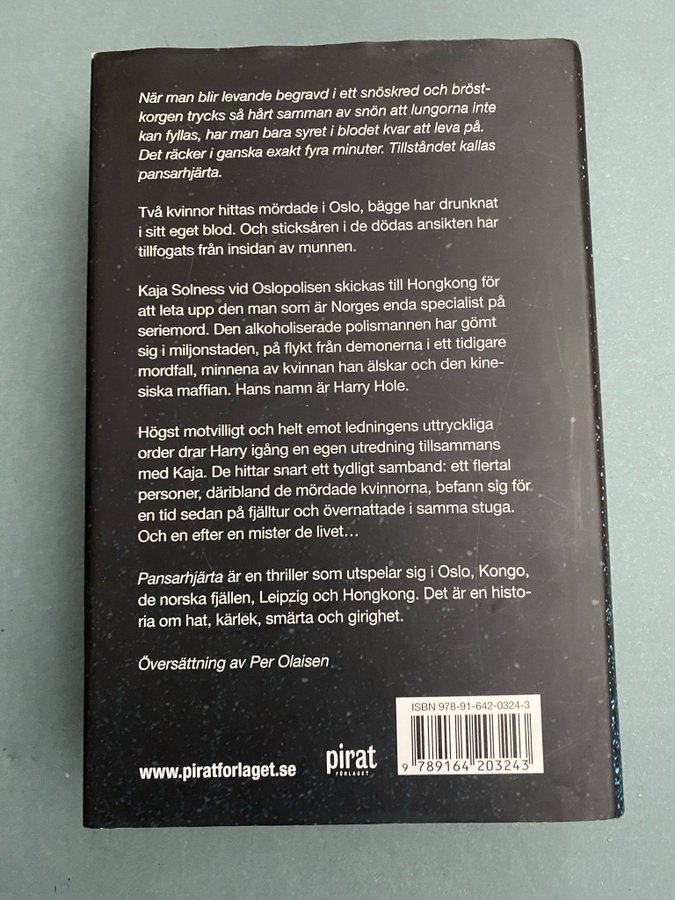 När man blir levande begravd i ett snöskred och bröst-
korgen trycks så hårt samman av snön att lungorna inte
kan fyllas, har man bara syret i blodet kvar att leva på.
Det räcker i ganska exakt fyra minuter. Tillståndet kallas
pansarhjärta.
Två kvinnor hittas mördade i Oslo, bägge har drunknat
i sitt eget blod. Och sticksåren i de dödas ansikten har
tillfogats från insidan av munnen.
Kaja Solness vid Oslopolisen skickas till Hongkong för
att leta upp den man som är Norges enda specialist på
seriemord. Den alkoholiserade polismannen har gömt
sig i miljonstaden, på flykt från demonerna i ett tidigare
mordfall, minnena av kvinnan han älskar och den kine-
siska maffian. Hans namn är Harry Hole.
Högst motvilligt och helt emot ledningens uttryckliga
order drar Harry igång en egen utredning tillsammans
med Kaja. De hittar snart ett tydligt samband: ett flertal
personer, däribland de mördade kvinnorna, befann sig för
en tid sedan på fjälltur och övernattade i samma stuga.
Och en efter en mister de livet...
Pansarhjärta är en thriller som utspelar sig i Oslo, Kongo,
de norska fjällen, Leipzig och Hongkong. Det är en histo-
ria om hat, kärlek, smärta och girighet.
Översättning av Per Olaisen
ISBN 978-91-642-0324-3
www.piratforlaget.se
pirat
FÖRLAGET
9 789164 203243